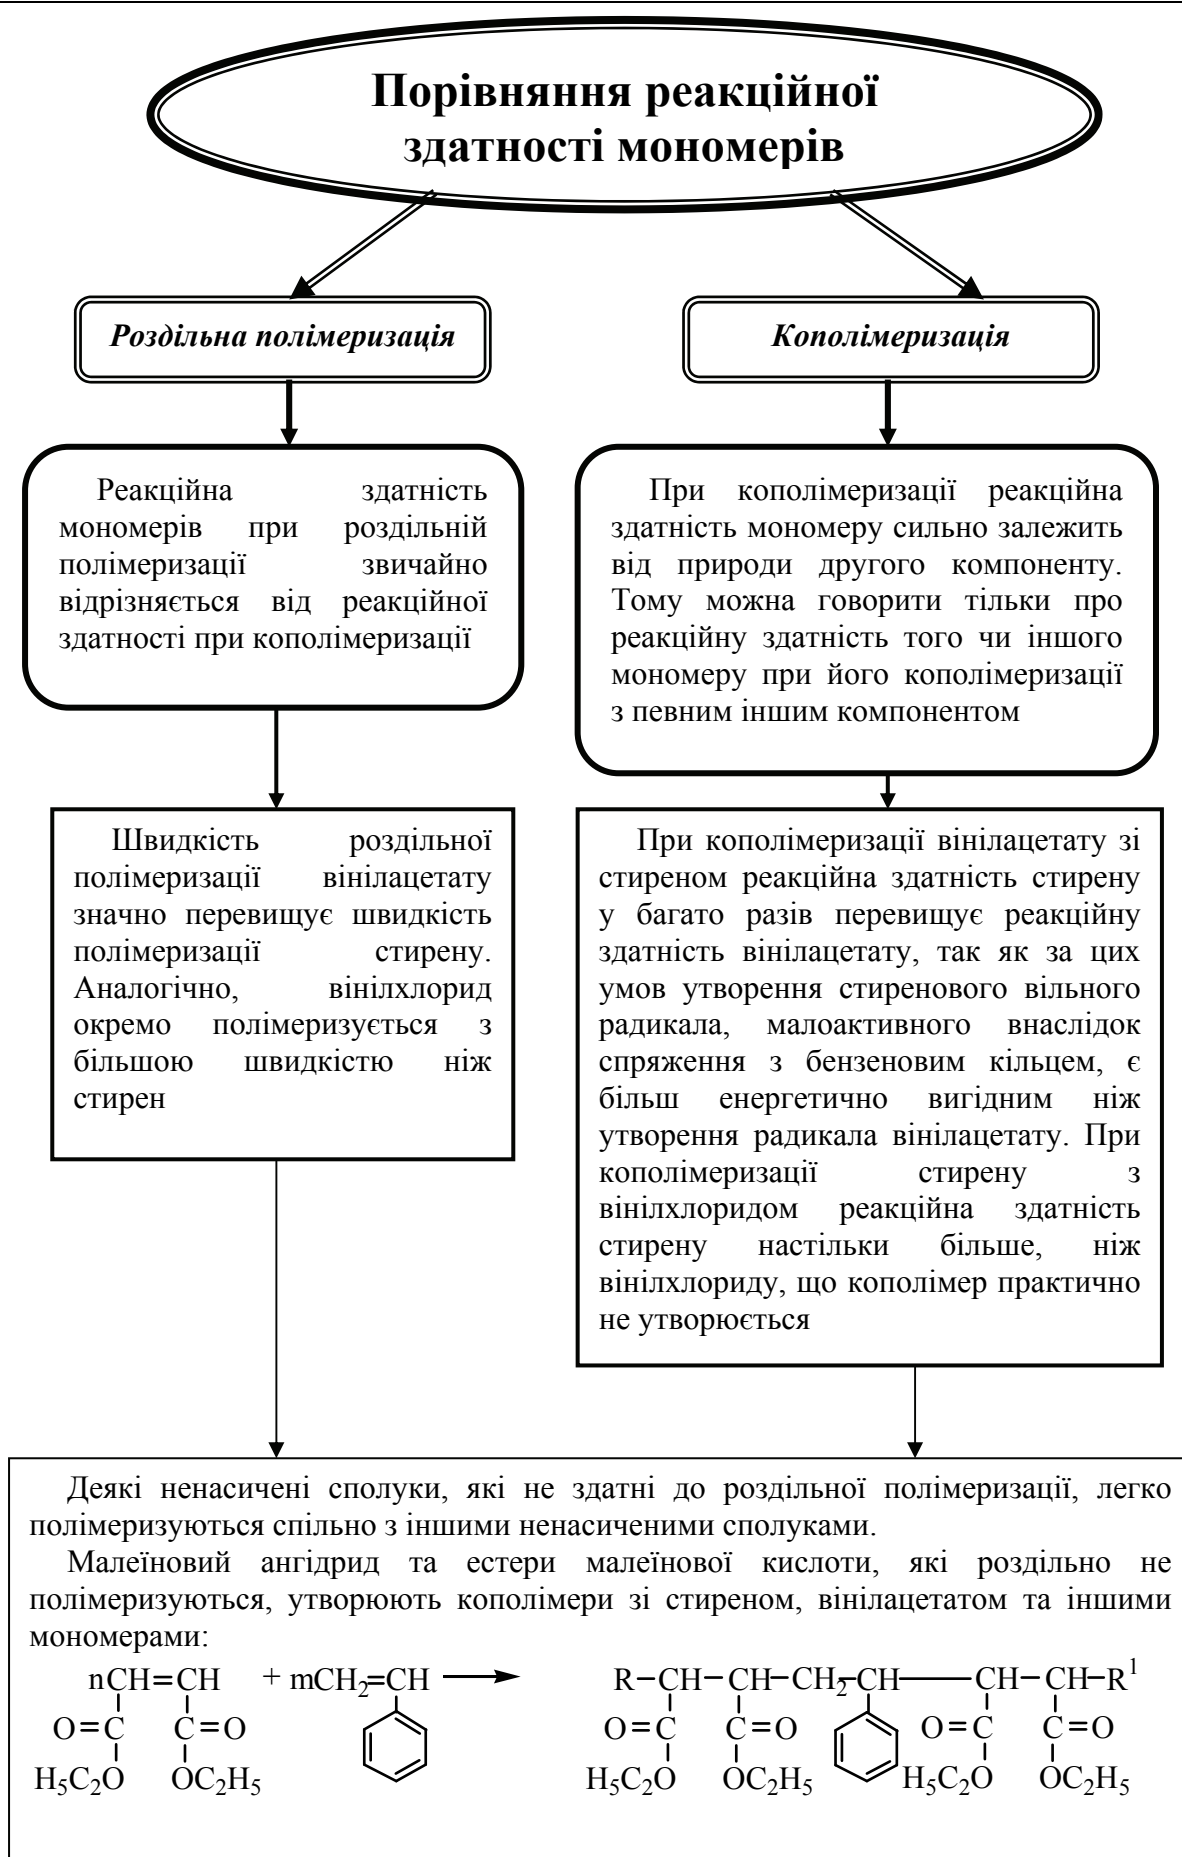 Порівняння реакційної
здатності мономерів
Роздільна полімеризація
Кополімеризація
Реакційна здатність
мономерів при роздільній
полімеризації звичайно
відрізняється від реакційної
здатності при кополімеризації
При кополімеризації реакційна
здатність мономеру сильно залежить
від природи другого компоненту.
Тому можна говорити тільки про
реакційну здатність того чи іншого
мономеру при його кополімеризації
з певним іншим компонентом
Швидкість роздільної
полімеризації вінілацетату
значно перевищує швидкість
полімеризації стирену.
Аналогічно, вінілхлорид
окремо полімеризується з
більшою швидкістю ніж
стирен
При кополімеризації вінілацетату зі
стиреном реакційна здатність стирену
у багато разів перевищує реакційну
здатність вінілацетату, так як за цих
умов утворення стиренового вільного
радикала, малоактивного внаслідок
спряження з бензеновим кільцем, є
більш енергетично вигідним ніж
утворення радикала вінілацетату. При
кополімеризації стирену з
вінілхлоридом реакційна здатність
стирену настільки більше, ніж
вінілхлориду, що кополімер практично
не утворюється
Деякі ненасичені сполуки, які не здатні до роздільної полімеризації, легко
полімеризуються спільно з іншими ненасиченими сполуками.
Малеїновий ангідрид та естери малеїнової кислоти, які роздільно не
полімеризуються, утворюють кополімери зі стиреном, вінілацетатом та іншими
мономерами:
nCH=CH + mCH₂=CH ⟶ R−CH−CH−CH₂−CH−CH−CH−R¹
O=C C=O O=C C=O O=C C=O
H₅C₂O OC₂H₅ H₅C₂O OC₂H₅ H₅C₂O OC₂H₅